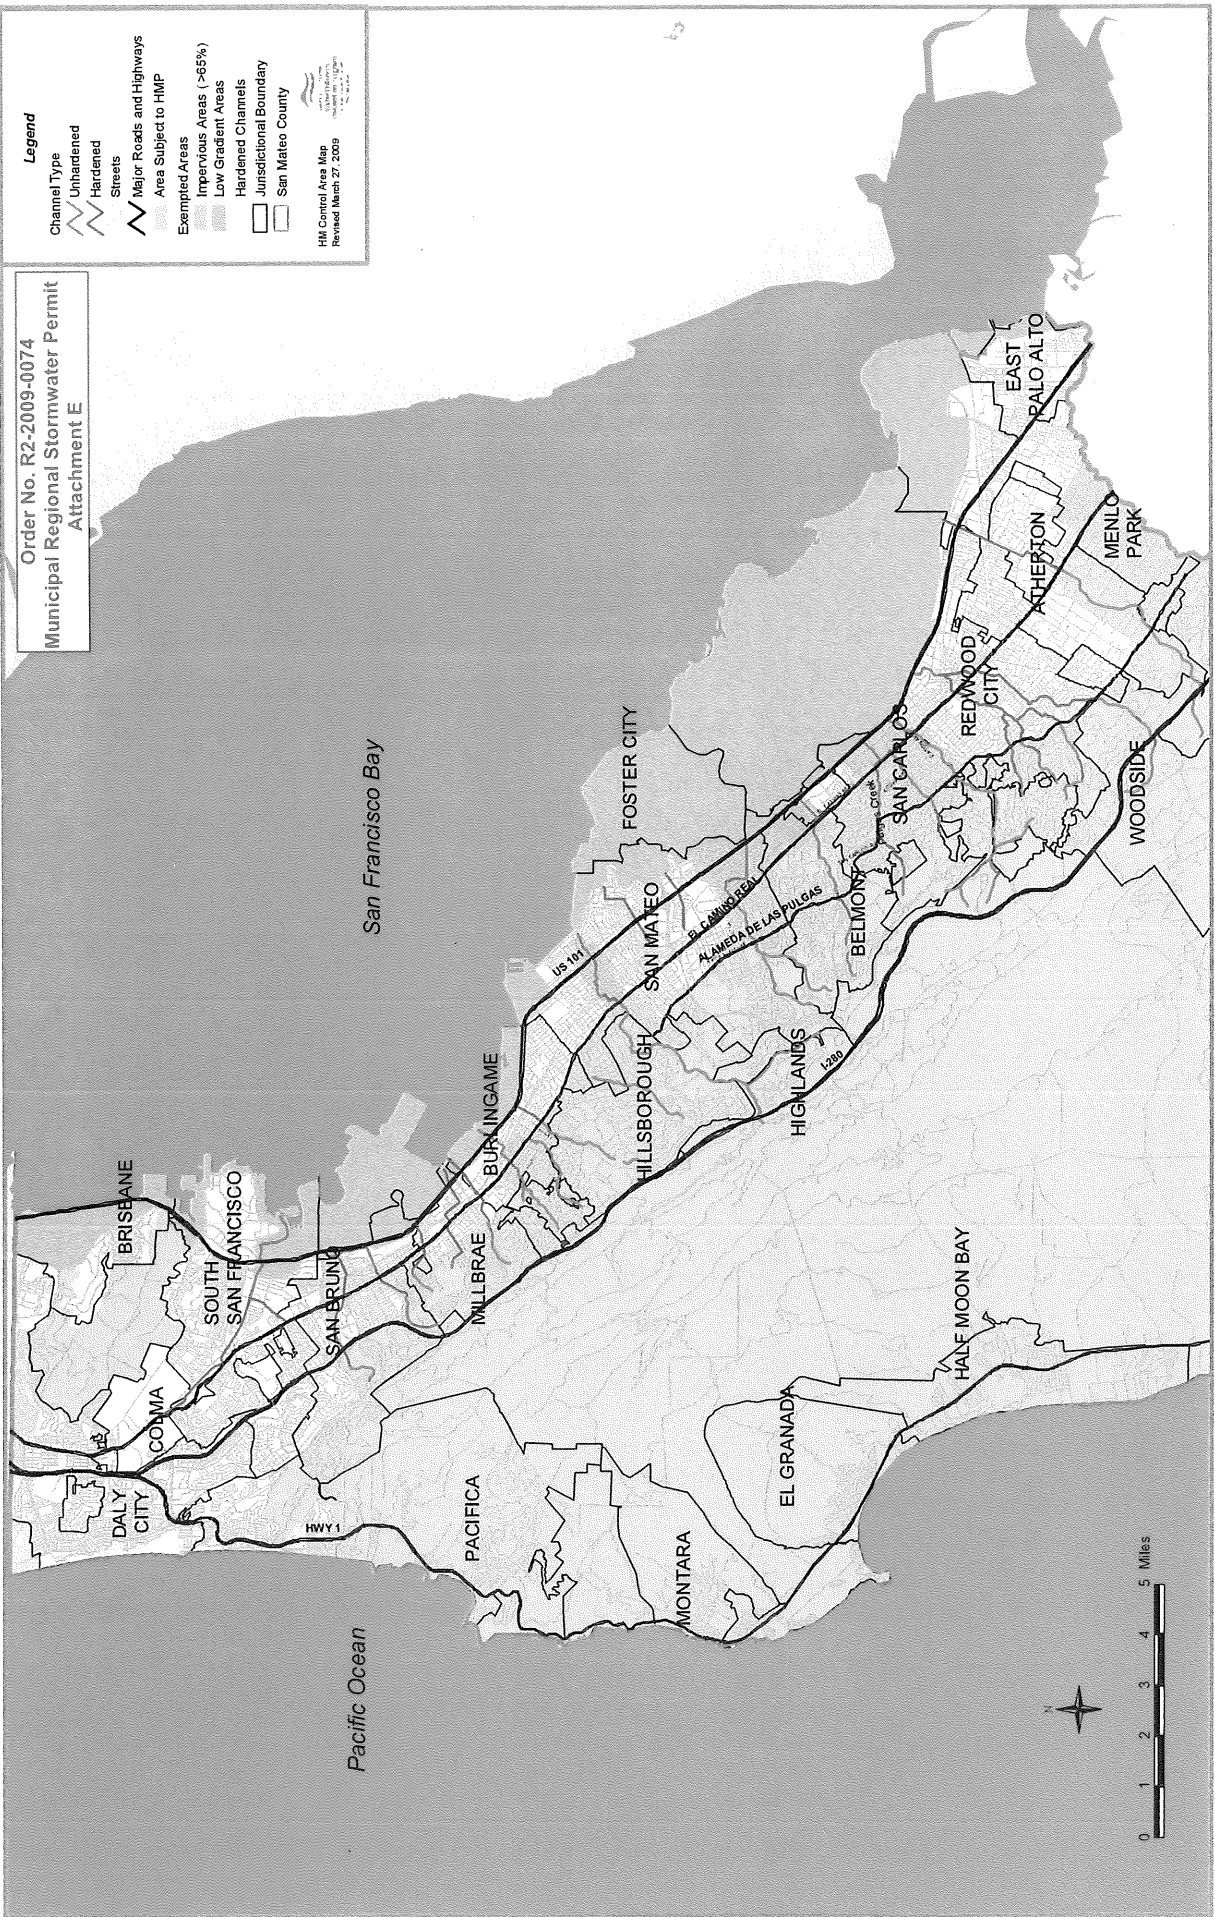 Order No. R2-2009-0074
Municipal Regional Stormwater Permit
Attachment E
Legend
Channel Type
Unhardened
Hardened
Streets
Major Roads and Highways
Area Subject to HMP
Exempted Areas
Impervious Areas (>65%)
Low Gradient Areas
Hardened Channels
Jurisdictional Boundary
San Mateo County
HM Control Area Map
Revised March 27, 2009
San Francisco Bay
Pacific Ocean
BRISBANE
DALY
CITY
COLMA
SOUTH
SAN FRANCISCO
SAN BRUNO
HWY 1
PACIFICA
MILLBRAE
BURLINGAME
US 101
SAN MATEO
FOSTER CITY
EL CAMINO REAL
ALAMEDA DE LAS PULGAS
HILLSBOROUGH
HIGHLANDS
I-280
BELMONT
Creek
SAN CARLOS
REDWOOD
CITY
ATHERTON
EAST
PALO ALTO
MENLO
PARK
WOODSIDE
MONTARA
EL GRANADA
HALF MOON BAY
N
0 1 2 3 4 5 Miles